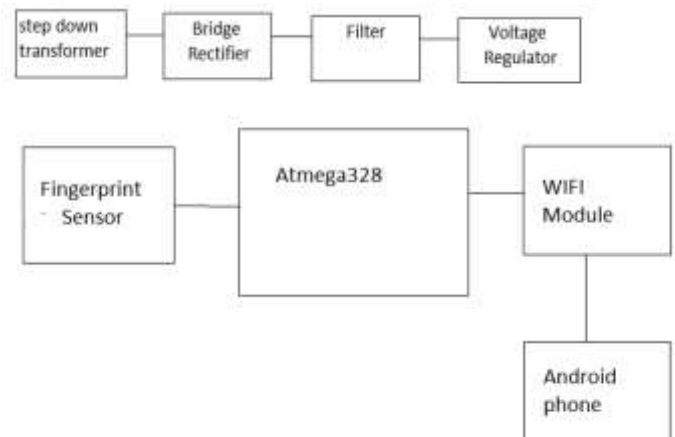 step down
transformer
Bridge
Rectifier
Filter
Voltage
Regulator
Fingerprint
Sensor
Atmega328
WIFI
Module
Android
phone